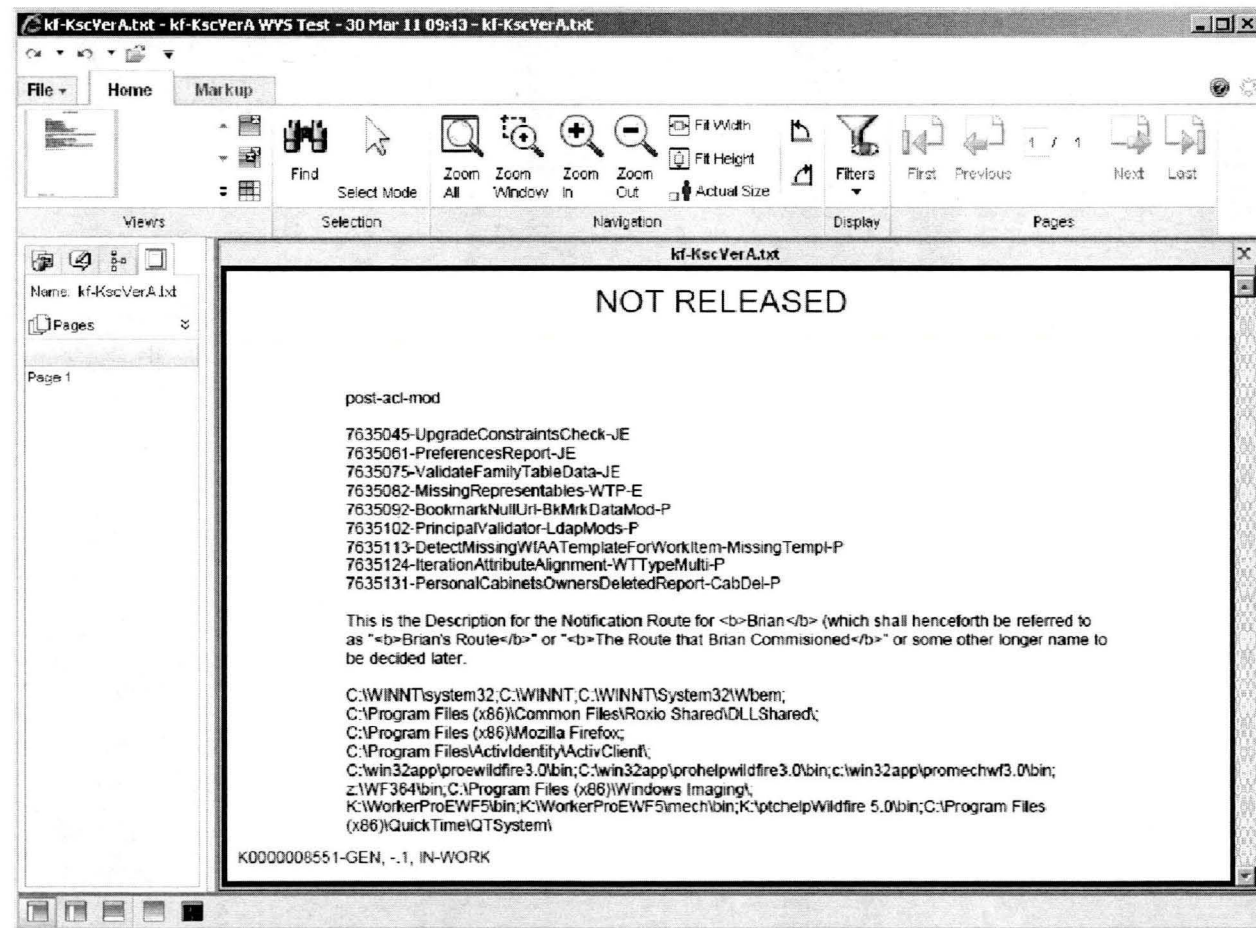 kf-KscVerA.txt - kf-KscVerA WYS Test - 30 Mar 11 09:43 - kf-KscVerA.txt
File
Home
Markup
Find
Select Mode
Zoom All
Zoom Window
Zoom In
Zoom Out
Fit Width
Fit Height
Actual Size
Filters
First
Previous
1 / 1
Next
Last
Views
Selection
Navigation
Display
Pages
Name: kf-KscVerA.txt
Pages
Page 1
kf-KscVerA.txt
NOT RELEASED
post-acl-mod
7635045-UpgradeConstraintsCheck-JE
7635061-PreferencesReport-JE
7635075-ValidateFamilyTableData-JE
7635082-MissingRepresentables-WTP-E
7635092-BookmarkNullUrl-BkMrkDataMod-P
7635102-PrincipalValidator-LdapMods-P
7635113-DetectMissingWfAATemplateForWorkItem-MissingTempl-P
7635124-IterationAttributeAlignment-WTTypeMulti-P
7635131-PersonalCabinetsOwnersDeletedReport-CabDel-P
This is the Description for the Notification Route for <b>Brian</b> (which shall henceforth be referred to
as "<b>Brian's Route</b>" or "<b>The Route that Brian Commisioned</b>" or some other longer name to
be decided later.
C:\WINNT\system32;C:\WINNT;C:\WINNT\System32\Wbem;
C:\Program Files (x86)\Common Files\Roxio Shared\DLLShared\;
C:\Program Files (x86)\Mozilla Firefox;
C:\Program Files\ActivIdentity\ActivClient\;
C:\win32app\proewildfire3.0\bin;C:\win32app\prohelpwildfire3.0\bin;c:\win32app\promechwf3.0\bin;
z:\WF364\bin;C:\Program Files (x86)\Windows Imaging\;
K:\WorkerProEWF5\bin;K:\WorkerProEWF5\mech\bin;K:\ptchelpWildfire 5.0\bin;C:\Program Files
(x86)\QuickTime\QTSystem\
K0000008551-GEN, -.1, IN-WORK